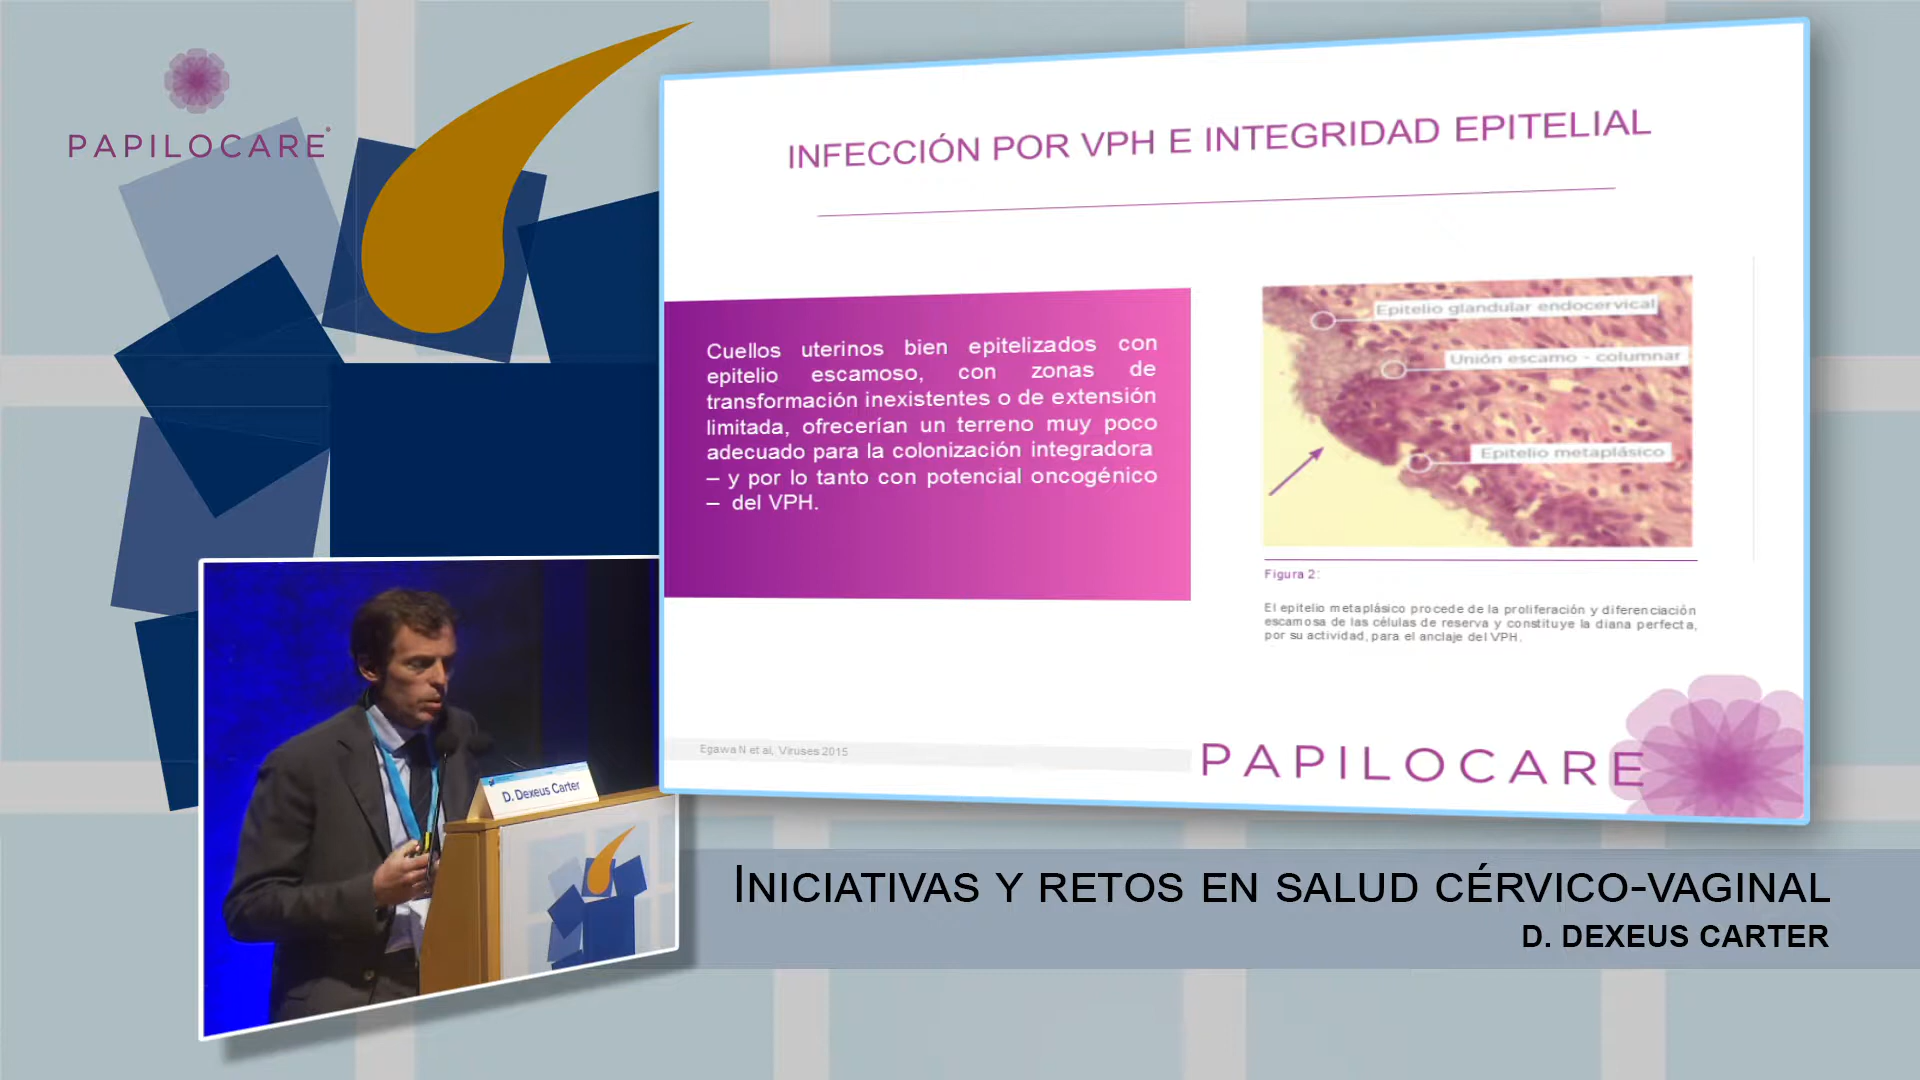 PAPILOCARE®
INFECCIÓN POR VPH E INTEGRIDAD EPITELIAL
Cuellos uterinos bien epitelizados con
epitelio escamoso, con zonas de
transformación inexistentes o de extensión
limitada, ofrecerían un terreno muy poco
adecuado para la colonización integradora
– y por lo tanto con potencial oncogénico
– del VPH.
Epitelio glandular endocervical
Unión escamo - columnar
Epitelio metaplásico
Figura 2:
El epitelio metaplásico procede de la proliferación y diferenciación
escamosa de las células de reserva y constituye la diana perfecta,
por su actividad, para el anclaje del VPH.
Egawa N et al, Viruses 2015
PAPILOCARE
D. Dexeus Carter
INICIATIVAS Y RETOS EN SALUD CÉRVICO-VAGINAL
D. DEXEUS CARTER